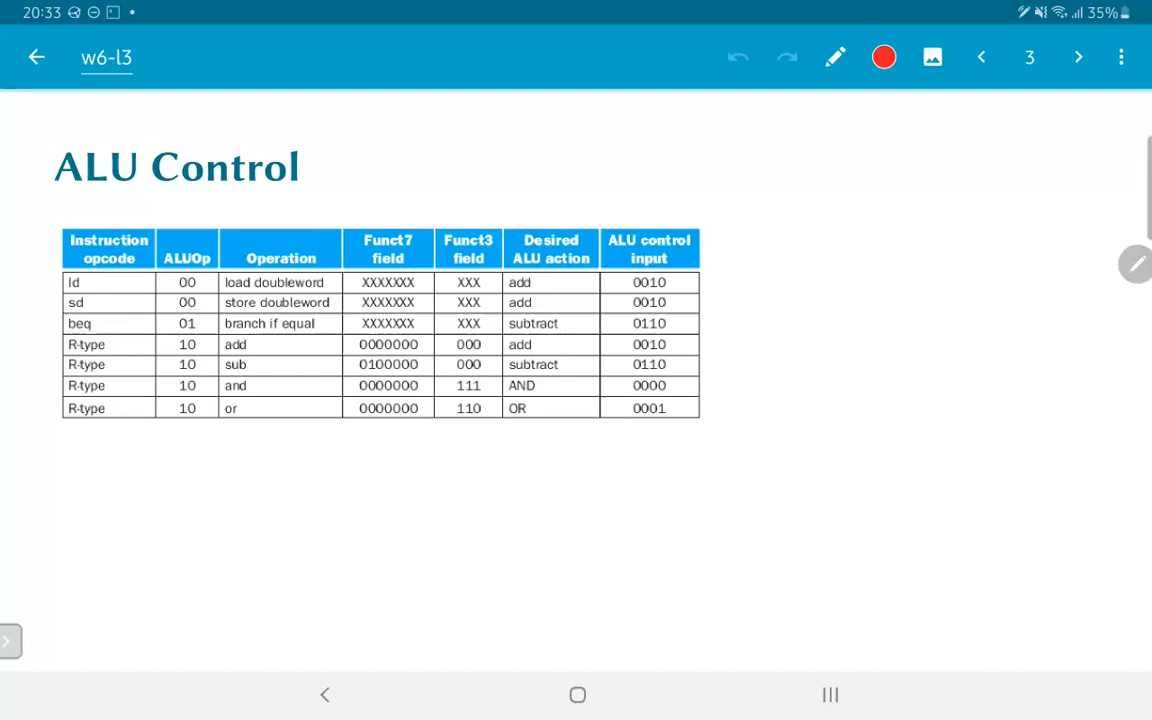 20:33 35%
w6-l3 3
ALU Control
Instruction opcode ALUOp Operation Funct7 field Funct3 field Desired ALU action ALU control input
ld 00 load doubleword XXXXXXX XXX add 0010
sd 00 store doubleword XXXXXXX XXX add 0010
beq 01 branch if equal XXXXXXX XXX subtract 0110
R-type 10 add 0000000 000 add 0010
R-type 10 sub 0100000 000 subtract 0110
R-type 10 and 0000000 111 AND 0000
R-type 10 or 0000000 110 OR 0001